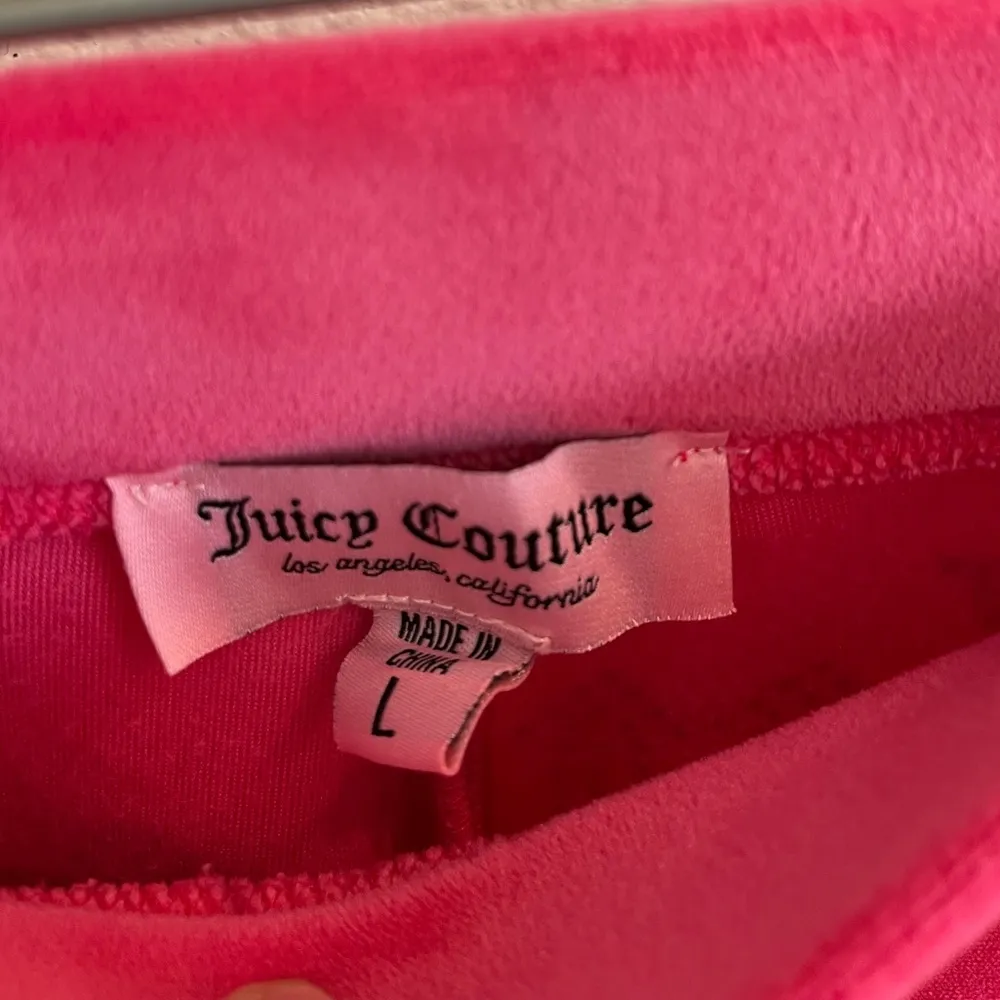 Juicy Couture
los angeles, california
MADE IN
CHINA
L